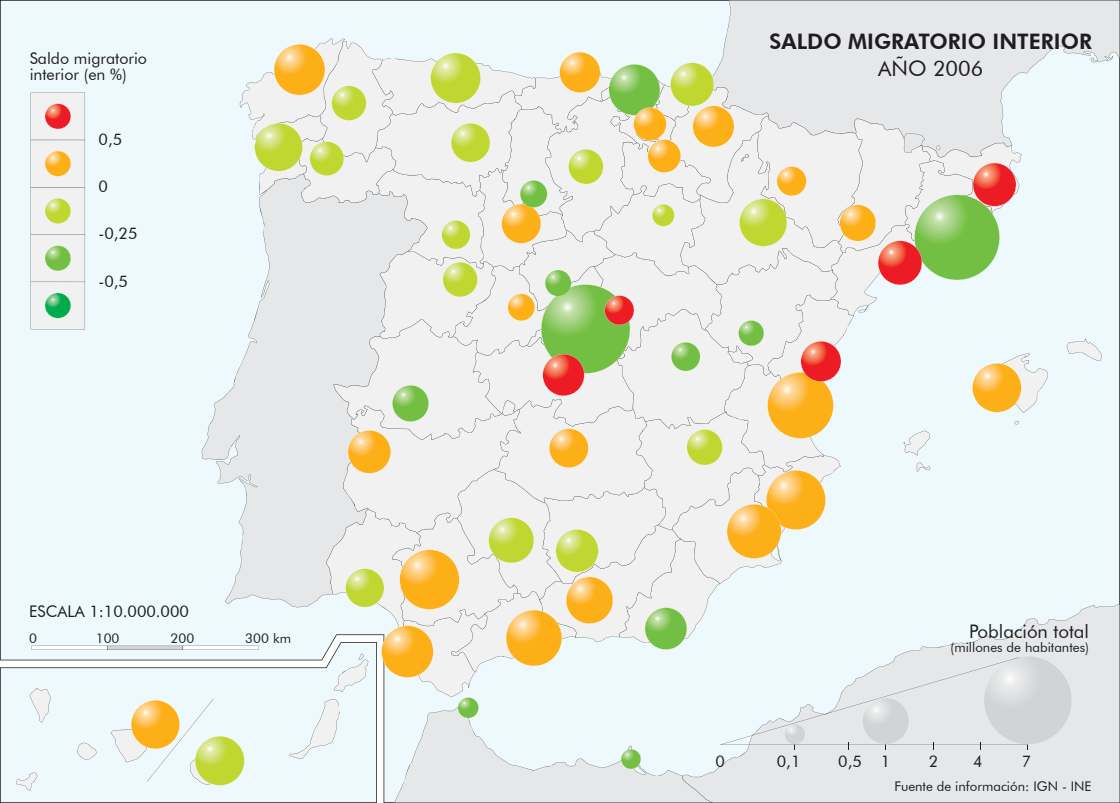 SALDO MIGRATORIO INTERIOR
AÑO 2006
Saldo migratorio
interior (en %)
0,5
0
-0,25
-0,5
ESCALA 1:10.000.000
0 100 200 300 km
Población total
(millones de habitantes)
0 0,1 0,5 1 2 4 7
Fuente de información: IGN - INE